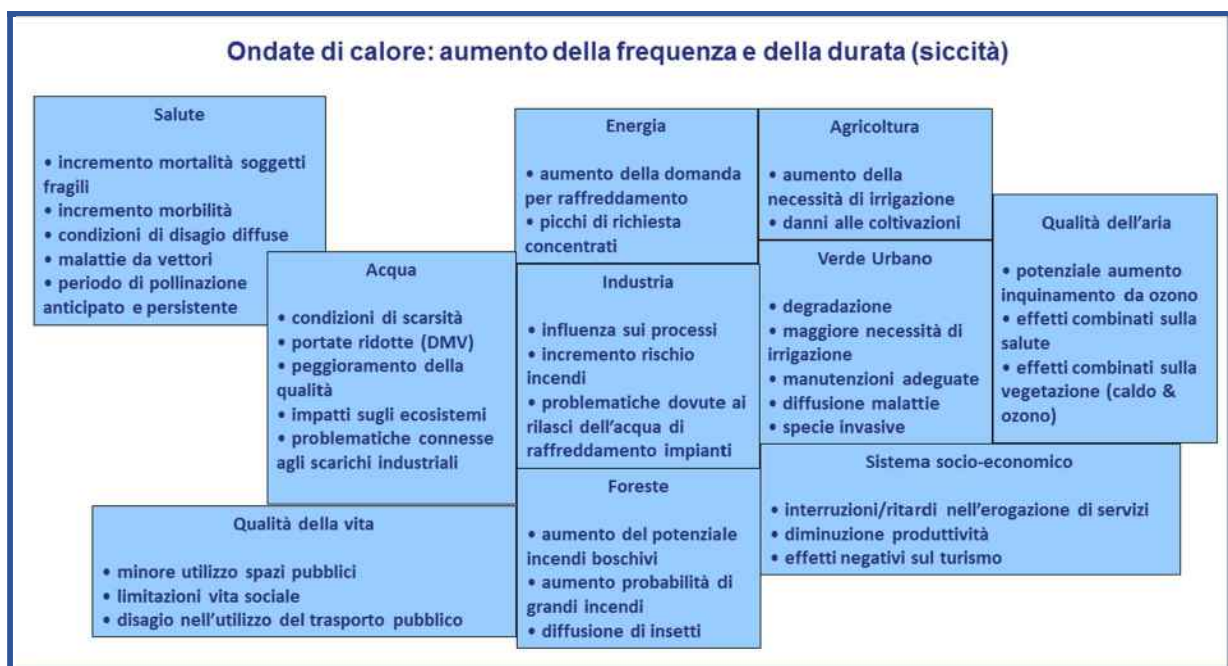 Ondate di calore: aumento della frequenza e della durata (siccità)
Salute
• incremento mortalità soggetti
fragili
• incremento morbilità
• condizioni di disagio diffuse
• malattie da vettori
• periodo di pollinazione
anticipato e persistente
Acqua
• condizioni di scarsità
• portate ridotte (DMV)
• peggioramento della
qualità
• impatti sugli ecosistemi
• problematiche connesse
agli scarichi industriali
Qualità della vita
• minore utilizzo spazi pubblici
• limitazioni vita sociale
• disagio nell'utilizzo del trasporto pubblico
Energia
• aumento della domanda
per raffreddamento
• picchi di richiesta
concentrati
Industria
• influenza sui processi
• incremento rischio
incendi
• problematiche dovute ai
rilasci dell'acqua di
raffreddamento impianti
Foreste
• aumento del potenziale
incendi boschivi
• aumento probabilità di
grandi incendi
• diffusione di insetti
Agricoltura
• aumento della
necessità di irrigazione
• danni alle coltivazioni
Verde Urbano
• degradazione
• maggiore necessità di
irrigazione
• manutenzioni adeguate
• diffusione malattie
• specie invasive
Qualità dell'aria
• potenziale aumento
inquinamento da ozono
• effetti combinati sulla
salute
• effetti combinati sulla
vegetazione (caldo &
ozono)
Sistema socio-economico
• interruzioni/ritardi nell'erogazione di servizi
• diminuzione produttività
• effetti negativi sul turismo